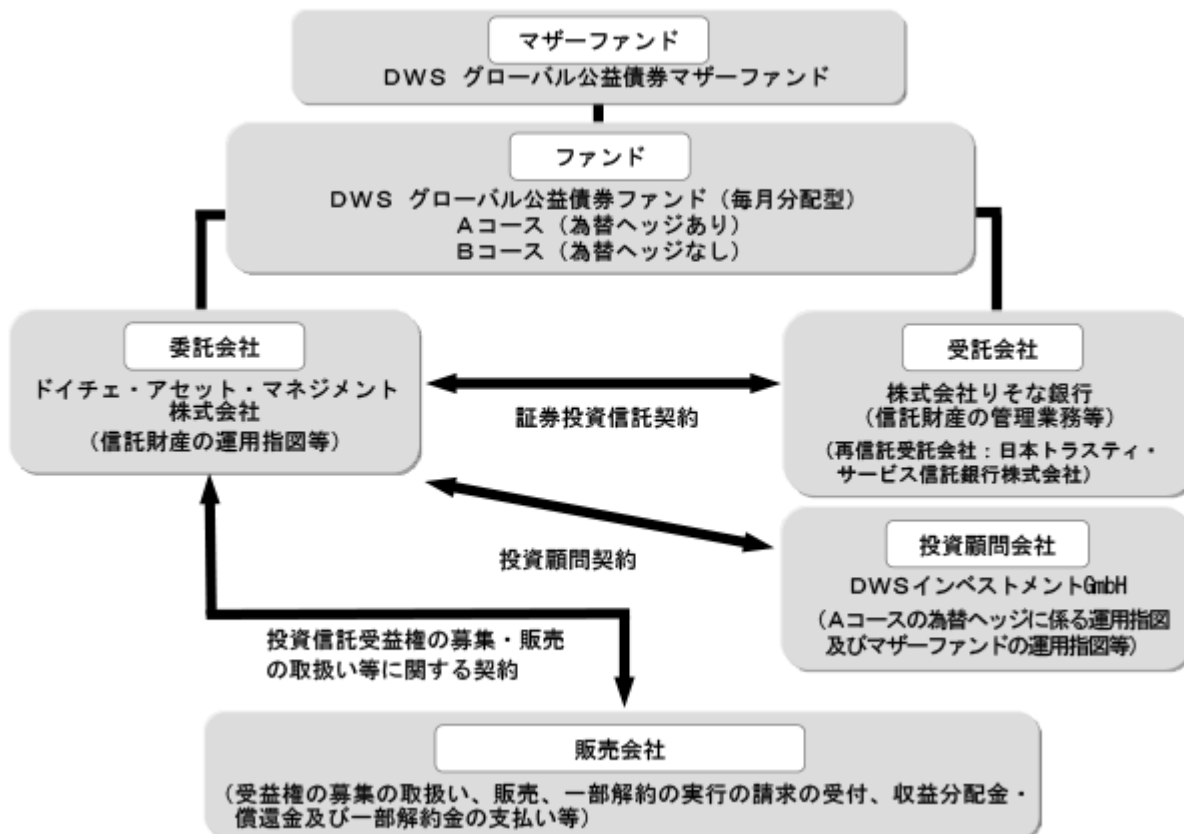 マザーファンド
DWS グローバル公益債券マザーファンド
ファンド
DWS グローバル公益債券ファンド（毎月分配型）
Aコース（為替ヘッジあり）
Bコース（為替ヘッジなし）
委託会社
ドイチェ・アセット・マネジメント
株式会社
（信託財産の運用指図等）
証券投資信託契約
受託会社
株式会社りそな銀行
（信託財産の管理業務等）
（再信託受託会社：日本トラスティ・
サービス信託銀行株式会社）
投資顧問契約
投資顧問会社
DWSインベストメントGmbH
（Aコースの為替ヘッジに係る運用指図
及びマザーファンドの運用指図等）
投資信託受益権の募集・販売
の取扱い等に関する契約
販売会社
（受益権の募集の取扱い、販売、一部解約の実行の請求の受付、収益分配金・
償還金及び一部解約金の支払い等）